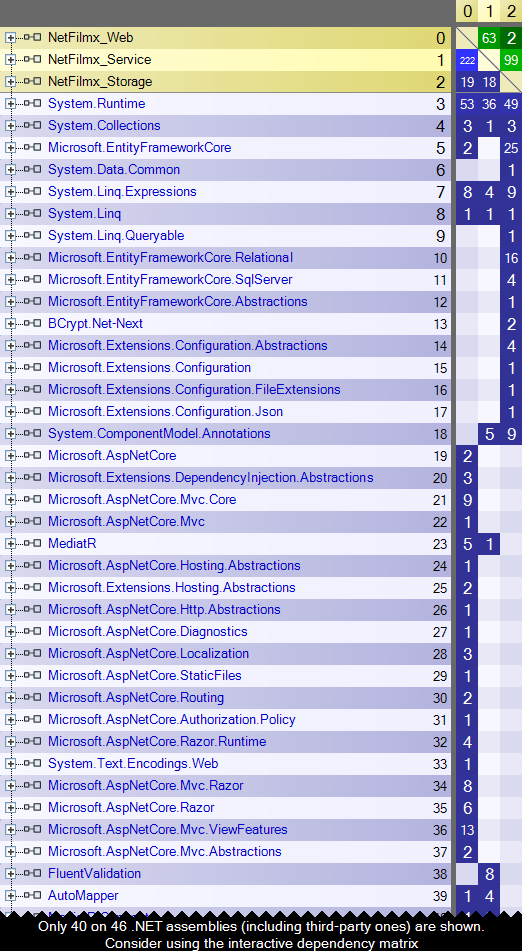 0 1 2
NetFilmx_Web 0 63 2
NetFilmx_Service 1 222 99
NetFilmx_Storage 2 19 18
System.Runtime 3 53 36 49
System.Collections 4 3 1 3
Microsoft.EntityFrameworkCore 5 2 25
System.Data.Common 6 1
System.Linq.Expressions 7 8 4 9
System.Linq 8 1 1 1
System.Linq.Queryable 9 1
Microsoft.EntityFrameworkCore.Relational 10 16
Microsoft.EntityFrameworkCore.SqlServer 11 4
Microsoft.EntityFrameworkCore.Abstractions 12 1
BCrypt.Net-Next 13 2
Microsoft.Extensions.Configuration.Abstractions 14 4
Microsoft.Extensions.Configuration 15 1
Microsoft.Extensions.Configuration.FileExtensions 16 1
Microsoft.Extensions.Configuration.Json 17 1
System.ComponentModel.Annotations 18 5 9
Microsoft.AspNetCore 19 2
Microsoft.Extensions.DependencyInjection.Abstractions 20 3
Microsoft.AspNetCore.Mvc.Core 21 9
Microsoft.AspNetCore.Mvc 22 1
MediatR 23 5 1
Microsoft.AspNetCore.Hosting.Abstractions 24 1
Microsoft.Extensions.Hosting.Abstractions 25 2
Microsoft.AspNetCore.Http.Abstractions 26 1
Microsoft.AspNetCore.Diagnostics 27 1
Microsoft.AspNetCore.Localization 28 3
Microsoft.AspNetCore.StaticFiles 29 1
Microsoft.AspNetCore.Routing 30 2
Microsoft.AspNetCore.Authorization.Policy 31 1
Microsoft.AspNetCore.Razor.Runtime 32 4
System.Text.Encodings.Web 33 1
Microsoft.AspNetCore.Mvc.Razor 34 8
Microsoft.AspNetCore.Razor 35 6
Microsoft.AspNetCore.Mvc.ViewFeatures 36 13
Microsoft.AspNetCore.Mvc.Abstractions 37 2
FluentValidation 38 8
AutoMapper 39 1 4
Only 40 on 46 .NET assemblies (including third-party ones) are shown.
Consider using the interactive dependency matrix